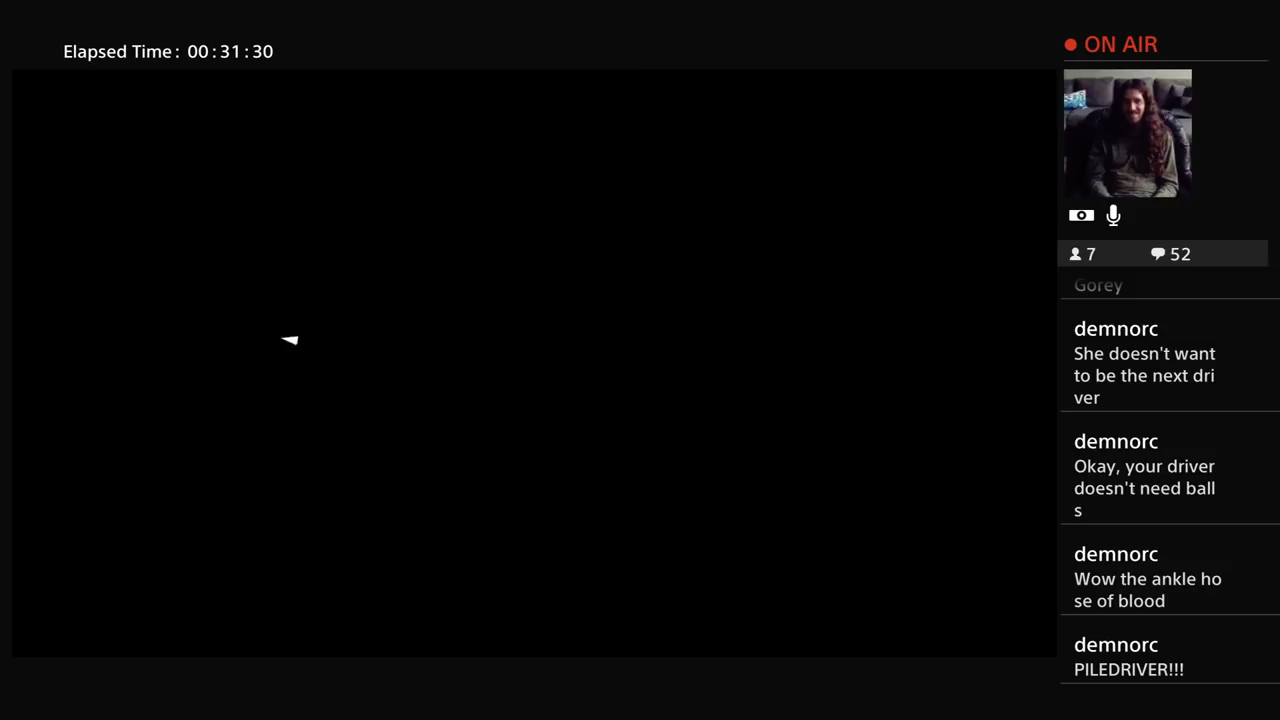 Elapsed Time: 00:31:30
ON AIR
7 52
Gorey
demnorc
She doesn't want
to be the next dri
ver
demnorc
Okay, your driver
doesn't need ball
s
demnorc
Wow the ankle ho
se of blood
demnorc
PILEDRIVER!!!